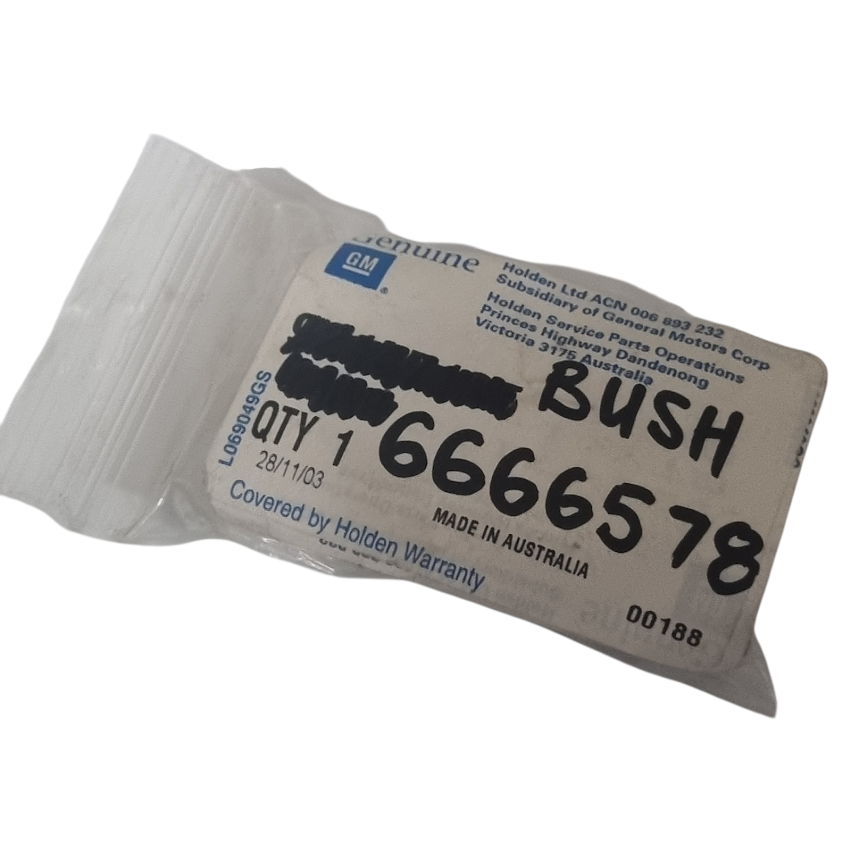 Genuine
GM
Holden Ltd ACN 006 893 232
Subsidiary of General Motors Corp
Holden Service Parts Operations
Princes Highway Dandenong
Victoria 3175 Australia
BUSH
L069049GS
QTY 1
6666578
28/11/03
MADE IN AUSTRALIA
Covered by Holden Warranty
00188